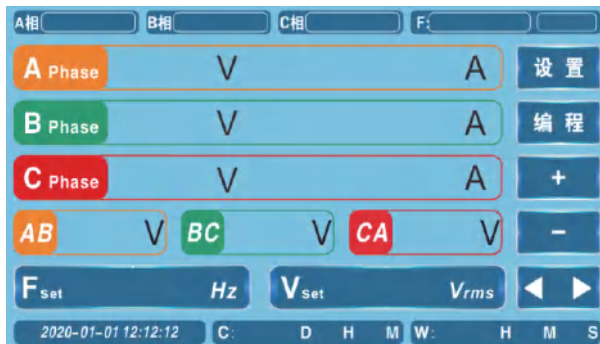 A相 B相 C相 F:
A Phase V A 设置
B Phase V A 编程
C Phase V A +
AB V BC V CA V -
Fset Hz Vset Vrms ◀ ▶
2020-01-01 12:12:12 C: D H M W: H M S